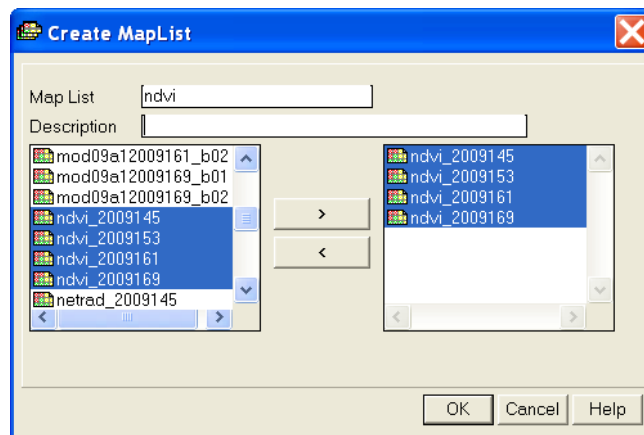 Create MapList
Map List
ndvi
Description
mod09a12009161_b02
mod09a12009169_b01
mod09a12009169_b02
ndvi_2009145
ndvi_2009153
ndvi_2009161
ndvi_2009169
netrad_2009145
>
<
ndvi_2009145
ndvi_2009153
ndvi_2009161
ndvi_2009169
OK
Cancel
Help